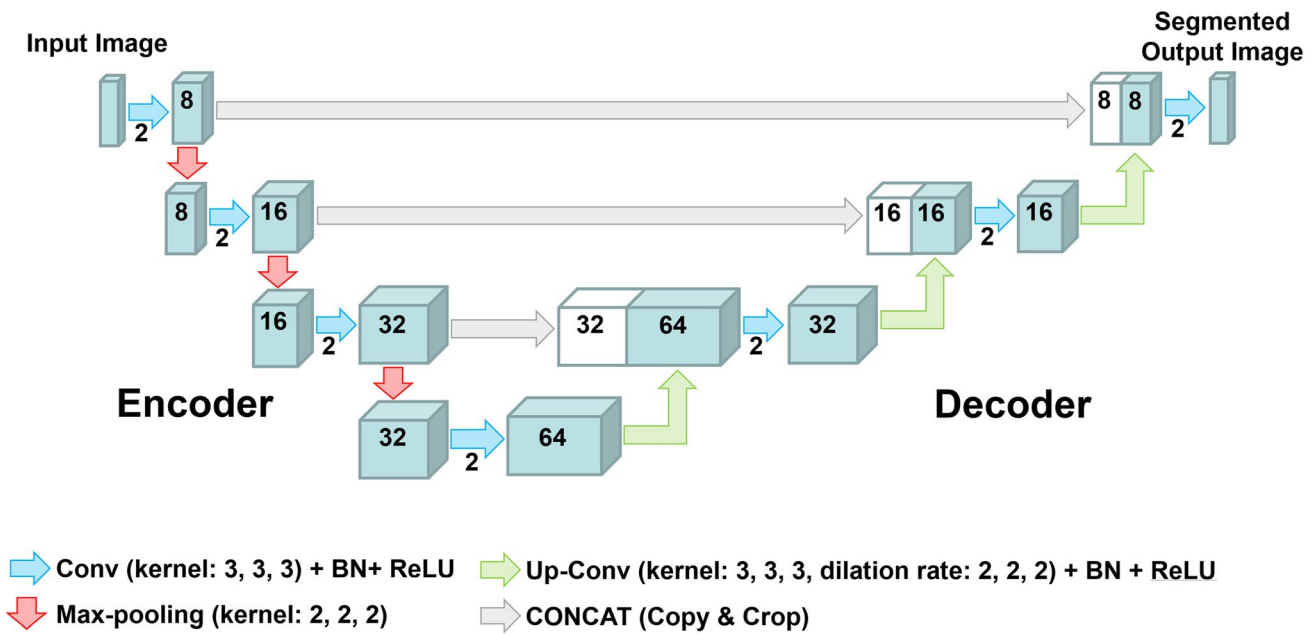 Input Image
Segmented
Output Image
8
2
8 8
2
8
2
16
16 16
2
16
16
2
32
32 64
2
32
Encoder
Decoder
32
2
64
Conv (kernel: 3, 3, 3) + BN+ ReLU
Up-Conv (kernel: 3, 3, 3, dilation rate: 2, 2, 2) + BN + ReLU
Max-pooling (kernel: 2, 2, 2)
CONCAT (Copy & Crop)